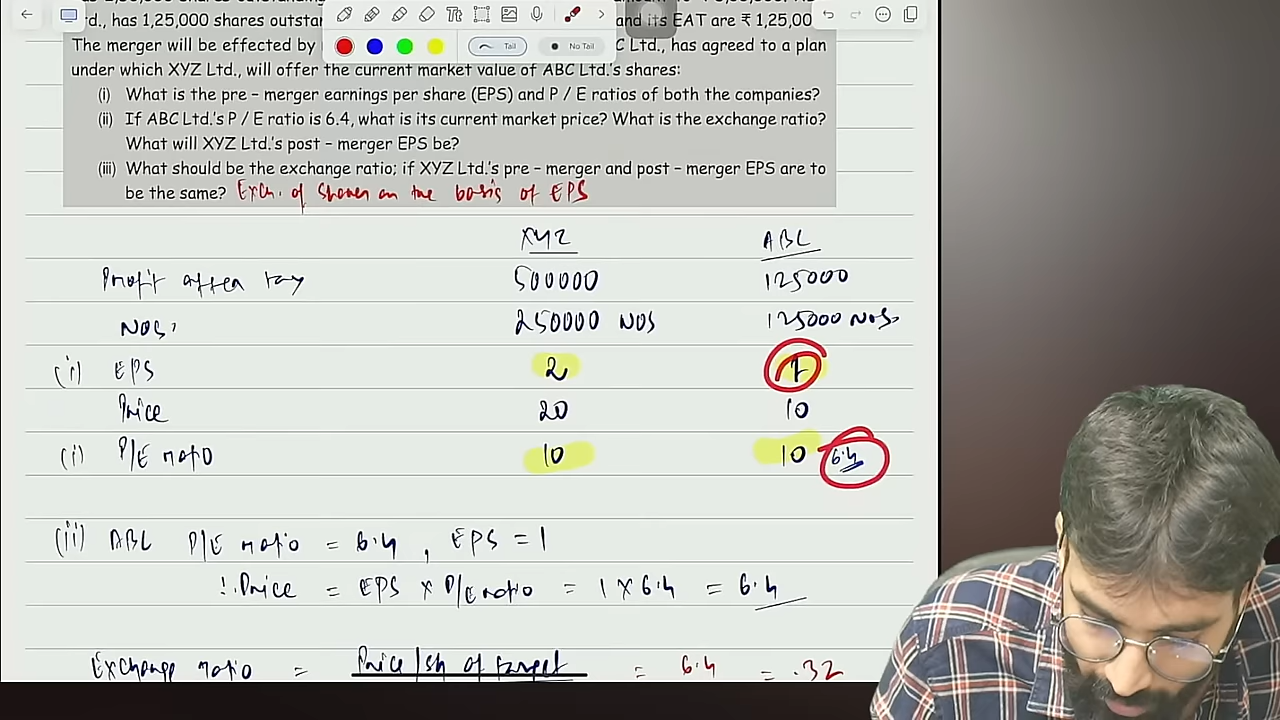 Ltd., has 1,25,000 shares outstan and its EAT are ₹ 1,25,00
The merger will be effected by C Ltd., has agreed to a plan
under which XYZ Ltd., will offer the current market value of ABC Ltd.'s shares:
(i) What is the pre – merger earnings per share (EPS) and P / E ratios of both the companies?
(ii) If ABC Ltd.'s P / E ratio is 6.4, what is its current market price? What is the exchange ratio?
What will XYZ Ltd.'s post – merger EPS be?
(iii) What should be the exchange ratio; if XYZ Ltd.'s pre – merger and post – merger EPS are to
be the same? Exch. of Shares on the basis of EPS
Tail
No Tail
XYZ ABC
Profit after tax 500000 125000
NOS. 250000 NOS 125000 NOS.
(i) EPS 2 1
Price 20 10
(i) P/E ratio 10 10 6.4
(ii) ABC P/E ratio = 6.4 , EPS = 1
∴ Price = EPS × P/E ratio = 1 × 6.4 = 6.4
Exchange ratio = Price/sh of target = 6.4 = .32